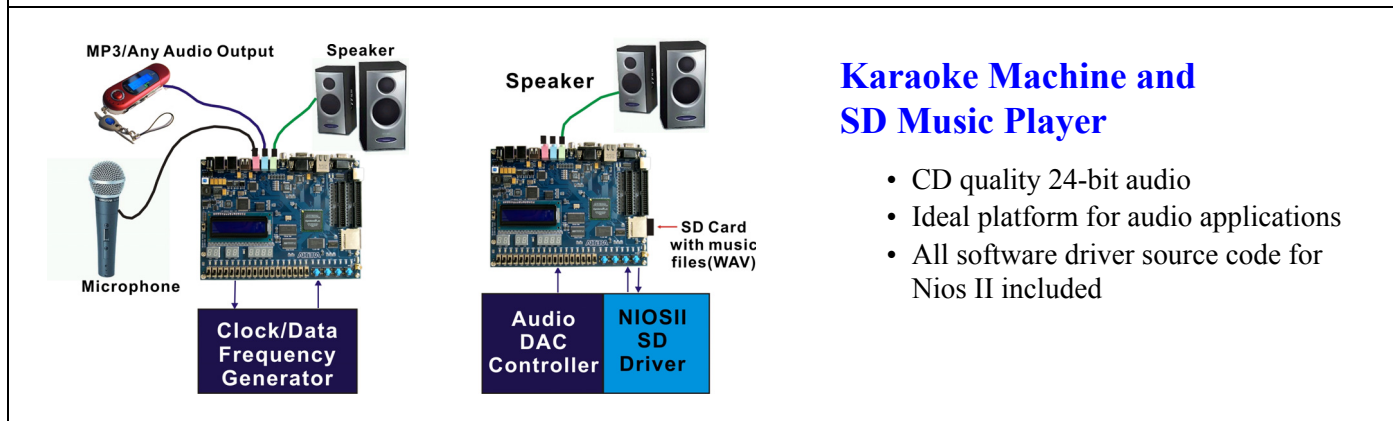 MP3/Any Audio Output
Speaker
Microphone
Clock/Data
Frequency
Generator
Speaker
SD Card
with music
files(WAV)
Audio
DAC
Controller
NIOSII
SD
Driver
Karaoke Machine and
SD Music Player
• CD quality 24-bit audio
• Ideal platform for audio applications
• All software driver source code for
Nios II included